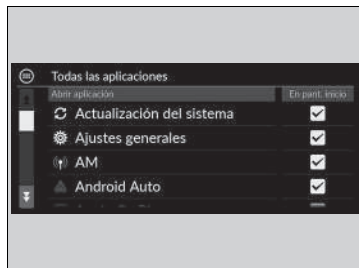 Todas las aplicaciones
Abrir aplicación En pant. inicio
Actualización del sistema
Ajustes generales
AM
Android Auto